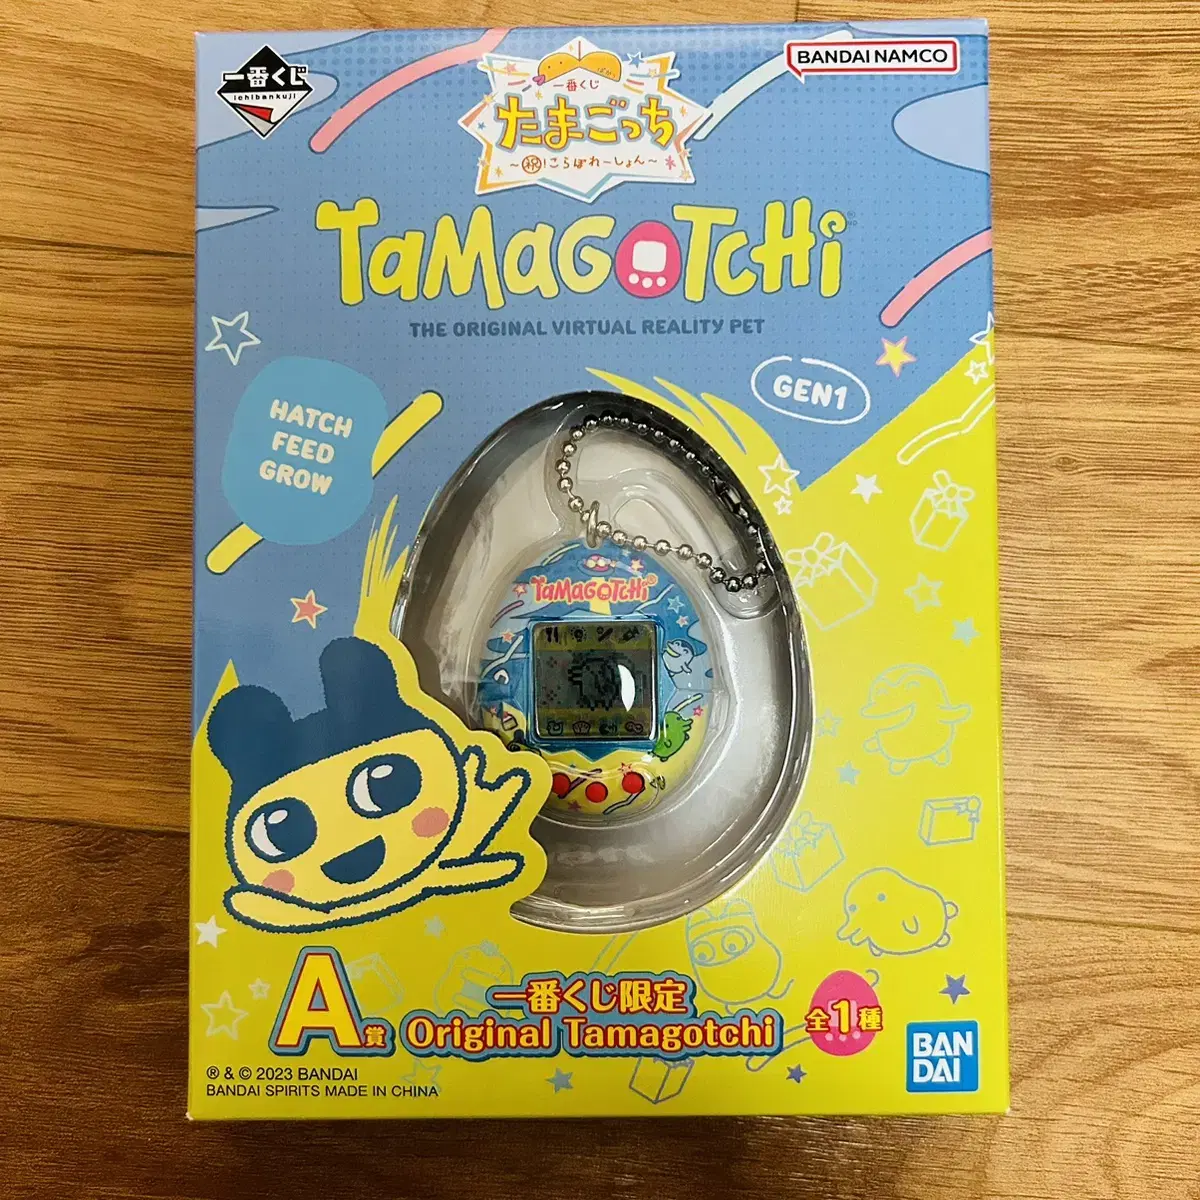 一番くじ
ichibankuji
一番くじ
たまごっち
～祝!こらぼれーしょん～
BANDAI NAMCO
TAMAGOTCHI
THE ORIGINAL VIRTUAL REALITY PET
GEN1
HATCH
FEED
GROW
TAMAGOTCHI
A賞
一番くじ限定
Original Tamagotchi
全1種
® & © 2023 BANDAI
BANDAI SPIRITS MADE IN CHINA
BAN
DAI